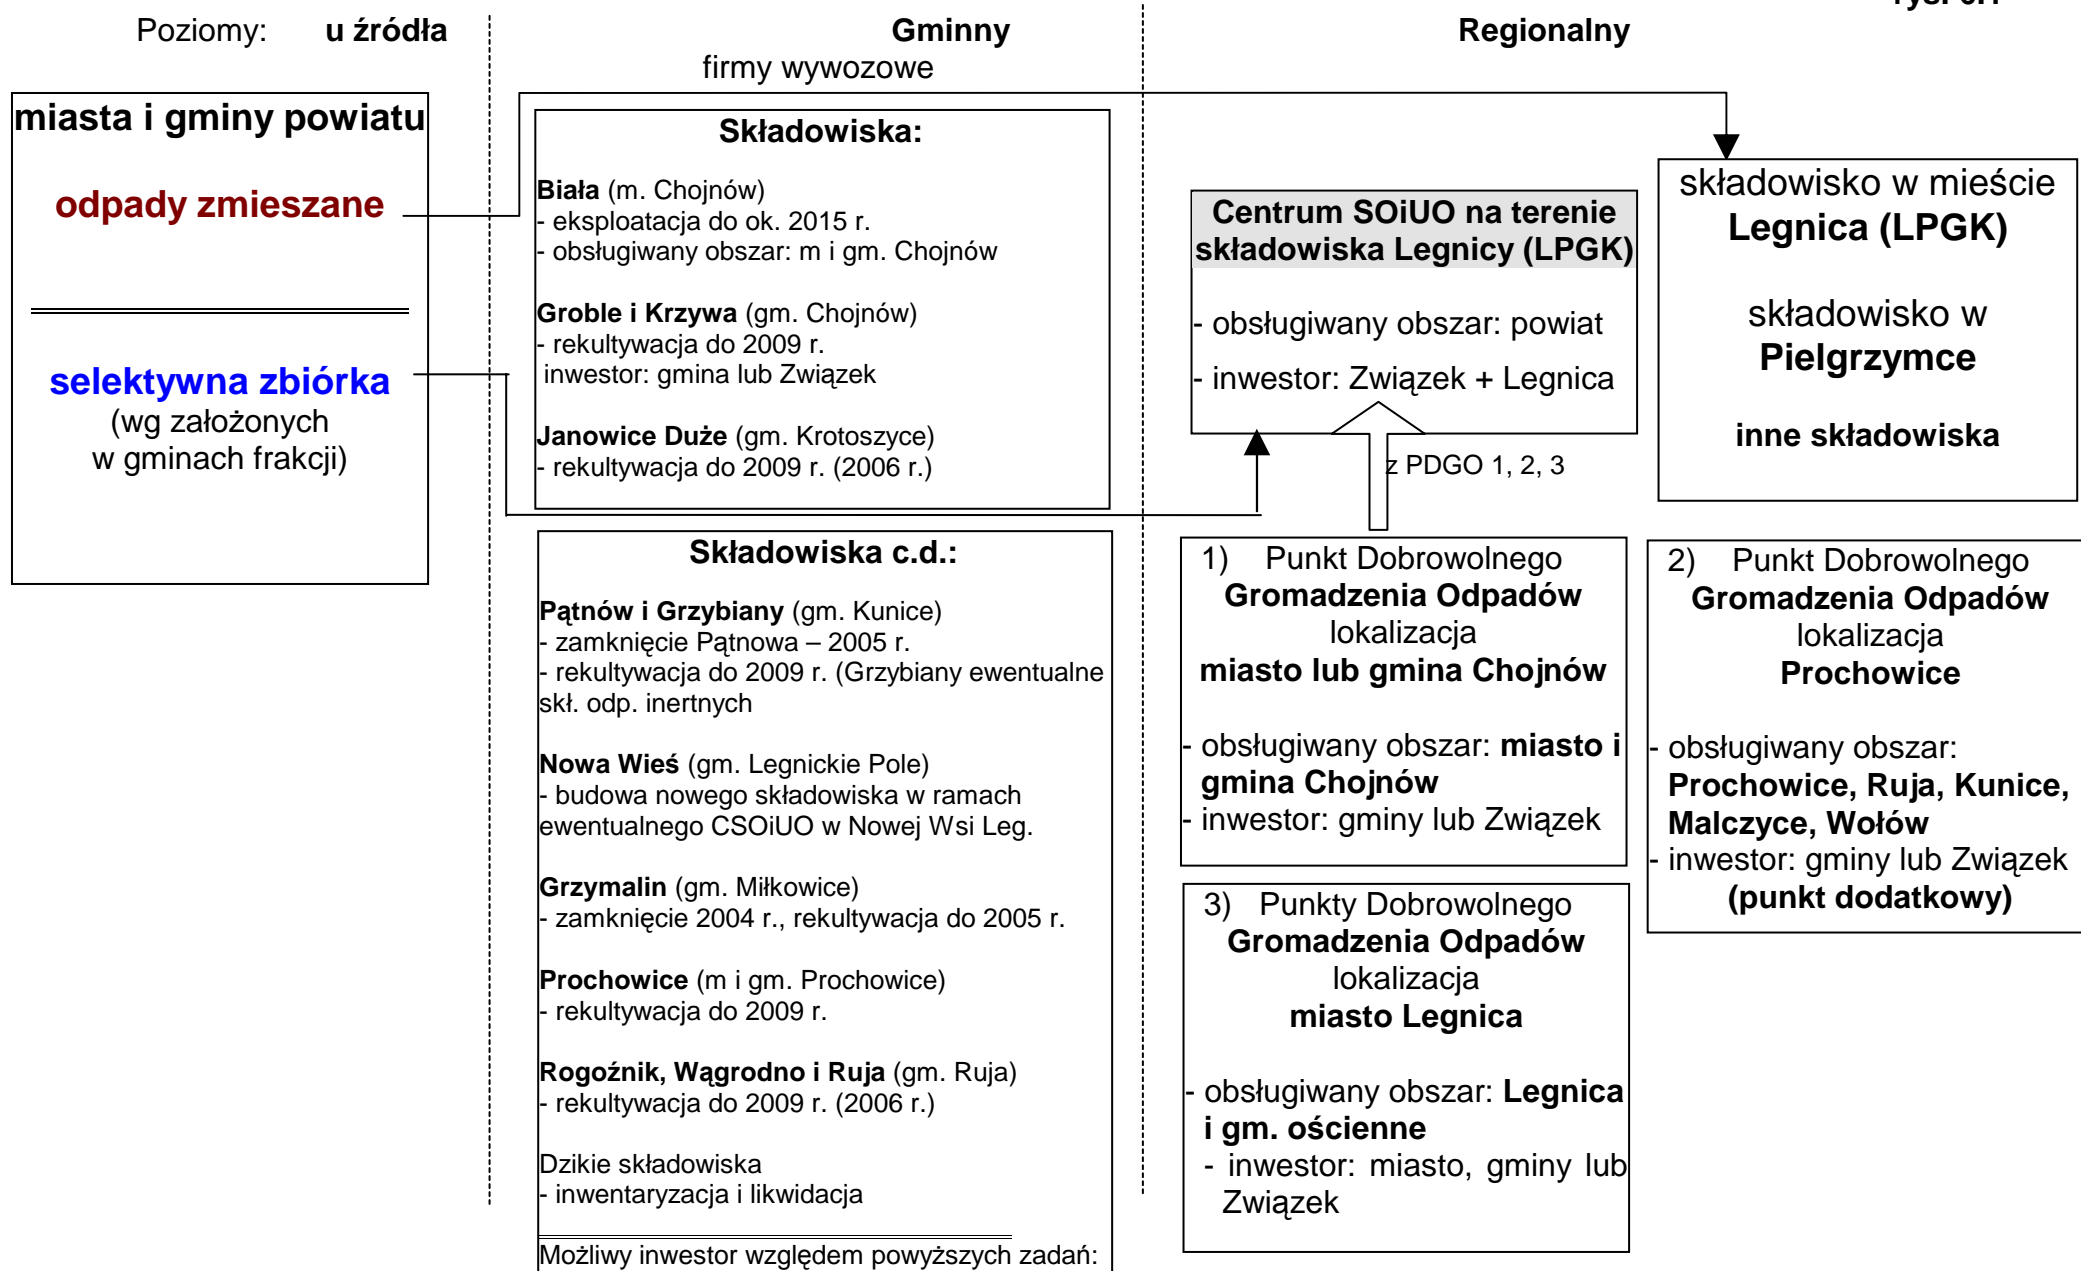 Poziomy: u źródła
Gminny
Regionalny
firmy wywozowe
miasta i gminy powiatu
odpady zmieszane
selektywna zbiórka
(wg założonych
w gminach frakcji)
Składowiska:
Biała (m. Chojnów)
- eksploatacja do ok. 2015 r.
- obsługiwany obszar: m i gm. Chojnów
Groble i Krzywa (gm. Chojnów)
- rekultywacja do 2009 r.
inwestor: gmina lub Związek
Janowice Duże (gm. Krotoszyce)
- rekultywacja do 2009 r. (2006 r.)
Składowiska c.d.:
Pątnów i Grzybiany (gm. Kunice)
- zamknięcie Pątnowa – 2005 r.
- rekultywacja do 2009 r. (Grzybiany ewentualne
skł. odp. inertnych
Nowa Wieś (gm. Legnickie Pole)
- budowa nowego składowiska w ramach
ewentualnego CSOiUO w Nowej Wsi Leg.
Grzymalin (gm. Miłkowice)
- zamknięcie 2004 r., rekultywacja do 2005 r.
Prochowice (m i gm. Prochowice)
- rekultywacja do 2009 r.
Rogoźnik, Wągrodno i Ruja (gm. Ruja)
- rekultywacja do 2009 r. (2006 r.)
Dzikie składowiska
- inwentaryzacja i likwidacja
Możliwy inwestor względem powyższych zadań:
Centrum SOiUO na terenie
składowiska Legnicy (LPGK)
- obsługiwany obszar: powiat
- inwestor: Związek + Legnica
z PDGO 1, 2, 3
składowisko w mieście
Legnica (LPGK)
składowisko w
Pielgrzymce
inne składowiska
1) Punkt Dobrowolnego
Gromadzenia Odpadów
lokalizacja
miasto lub gmina Chojnów
- obsługiwany obszar: miasto i
gmina Chojnów
- inwestor: gminy lub Związek
2) Punkt Dobrowolnego
Gromadzenia Odpadów
lokalizacja
Prochowice
- obsługiwany obszar:
Prochowice, Ruja, Kunice,
Malczyce, Wołów
- inwestor: gminy lub Związek
(punkt dodatkowy)
3) Punkty Dobrowolnego
Gromadzenia Odpadów
lokalizacja
miasto Legnica
- obsługiwany obszar: Legnica
i gm. ościenne
- inwestor: miasto, gminy lub
Związek